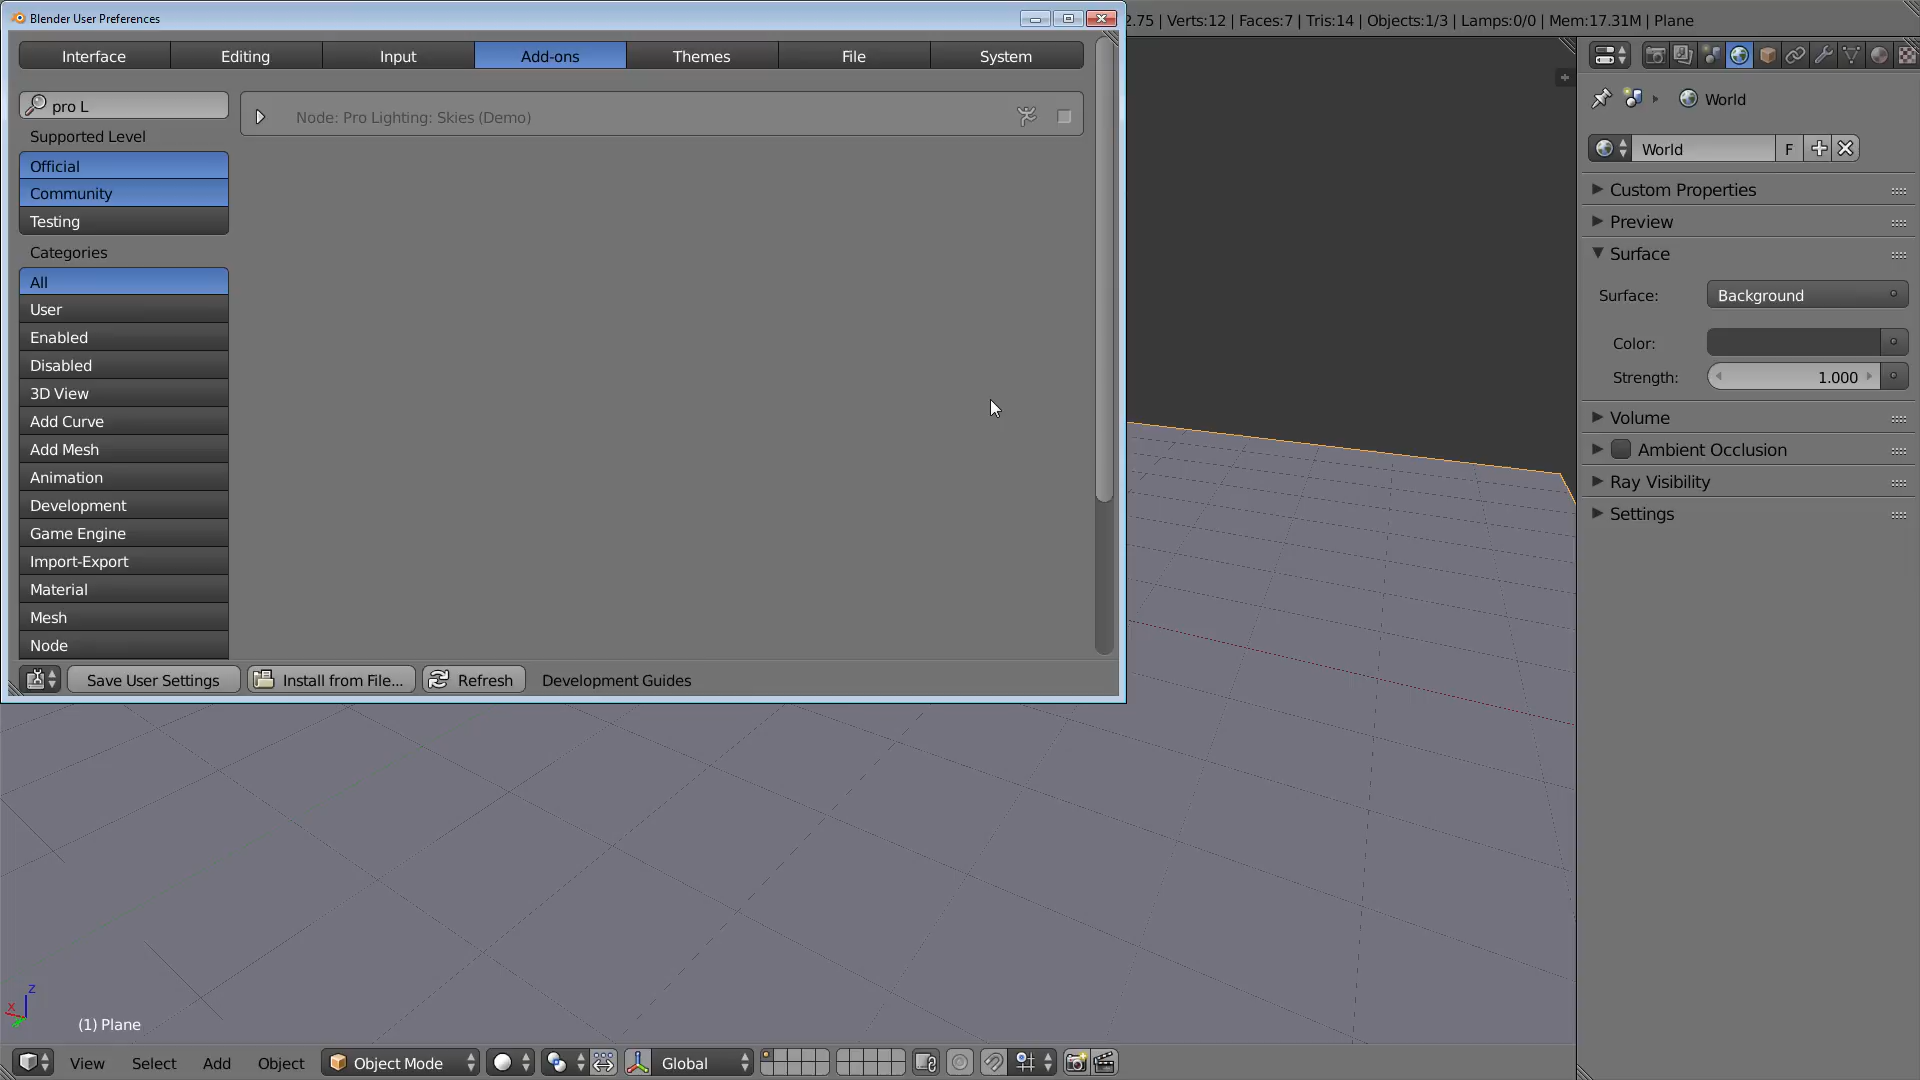 Blender User Preferences
2.75 | Verts:12 | Faces:7 | Tris:14 | Objects:1/3 | Lamps:0/0 | Mem:17.31M | Plane
Interface
Editing
Input
Add-ons
Themes
File
System
pro L
Node: Pro Lighting: Skies (Demo)
Supported Level
Official
Community
Testing
Categories
All
User
Enabled
Disabled
3D View
Add Curve
Add Mesh
Animation
Development
Game Engine
Import-Export
Material
Mesh
Node
Save User Settings
Install from File...
Refresh
Development Guides
World
World
F
Custom Properties
Preview
Surface
Surface:
Background
Color:
Strength:
1.000
Volume
Ambient Occlusion
Ray Visibility
Settings
z
x
(1) Plane
View
Select
Add
Object
Object Mode
Global